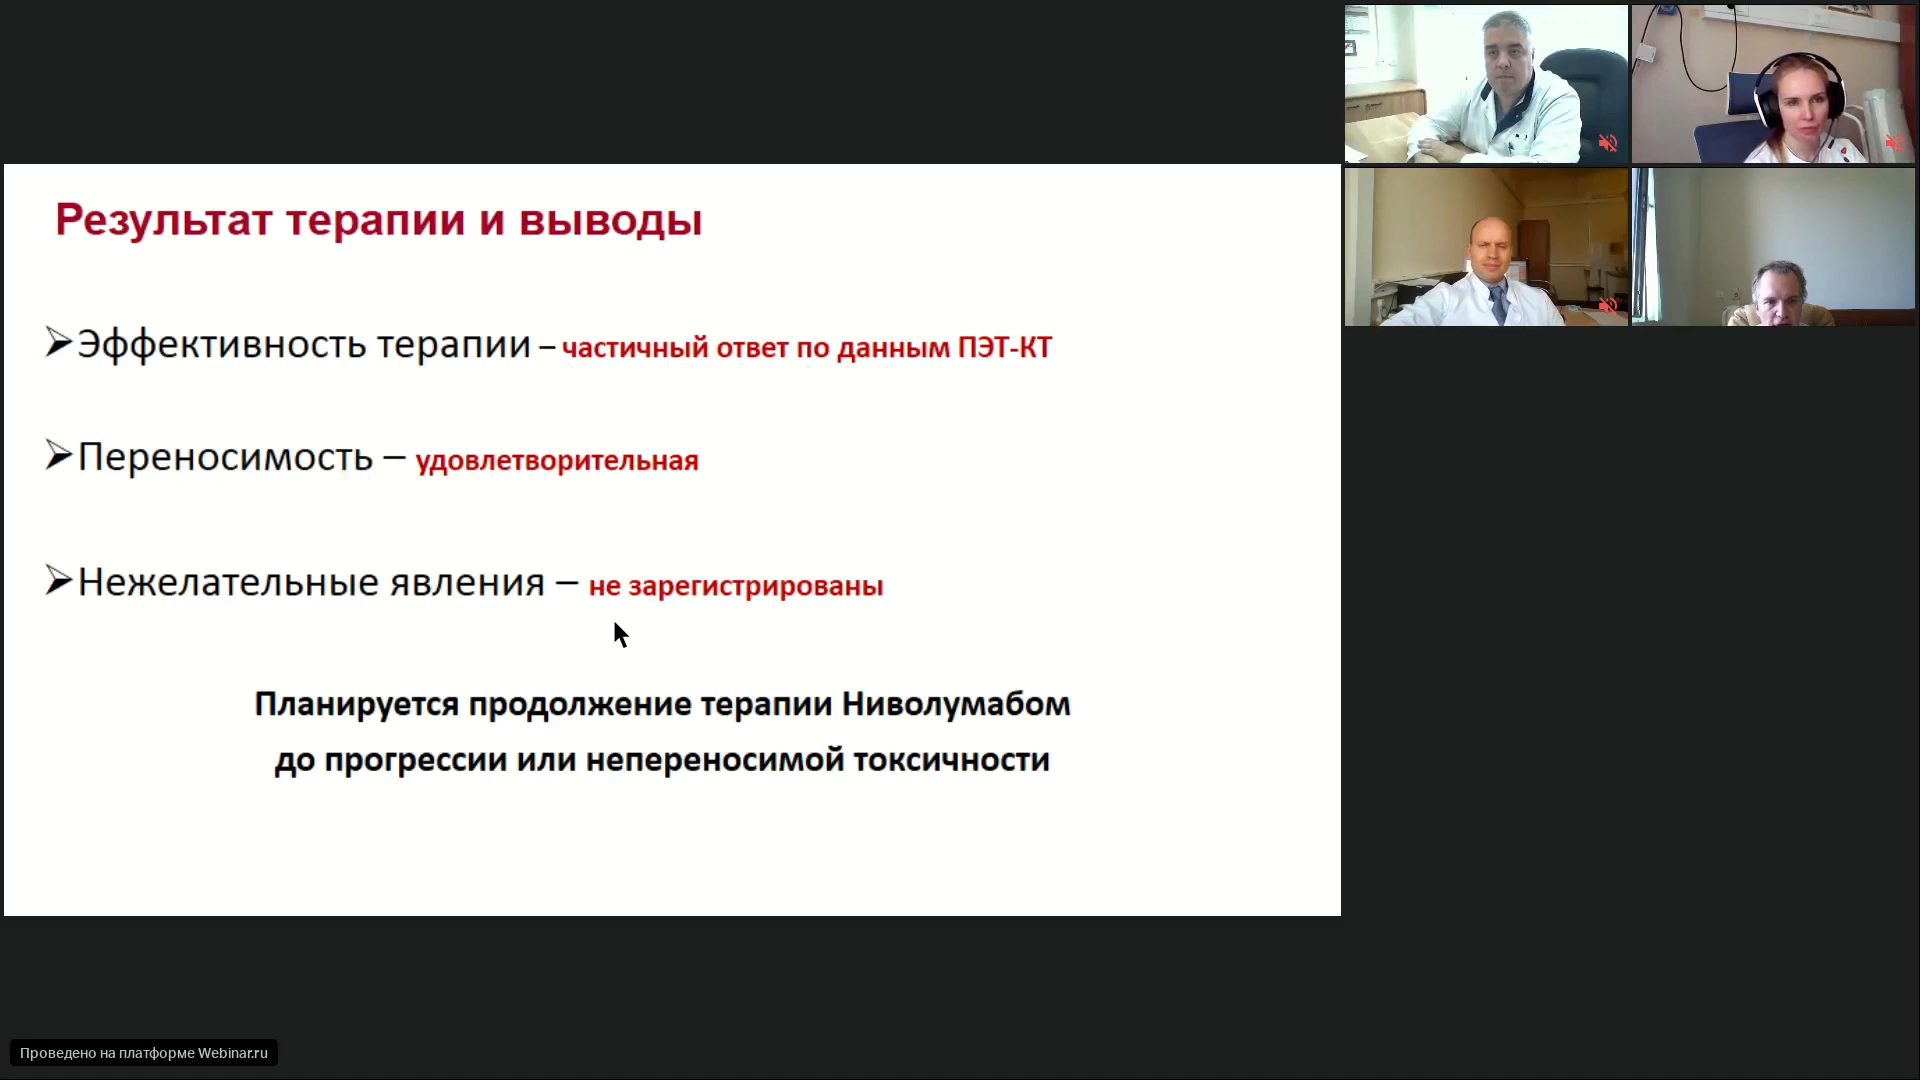 Результат терапии и выводы
Эффективность терапии – частичный ответ по данным ПЭТ-КТ
Переносимость – удовлетворительная
Нежелательные явления – не зарегистрированы
Планируется продолжение терапии Ниволумабом
до прогрессии или непереносимой токсичности
Проведено на платформе Webinar.ru